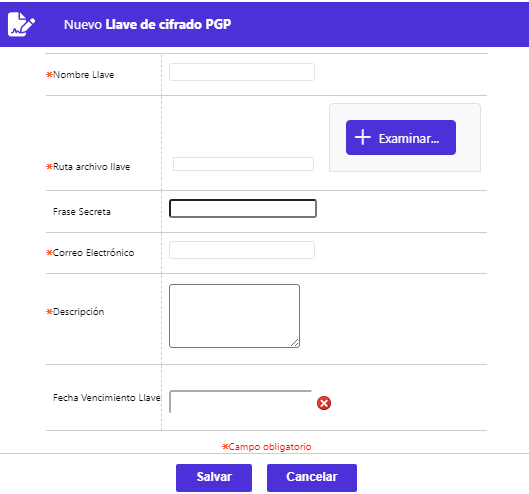 Nuevo Llave de cifrado PGP
*Nombre Llave
Examinar...
*Ruta archivo llave
Frase Secreta
*Correo Electrónico
*Descripción
Fecha Vencimiento Llave
*Campo obligatorio
Salvar
Cancelar